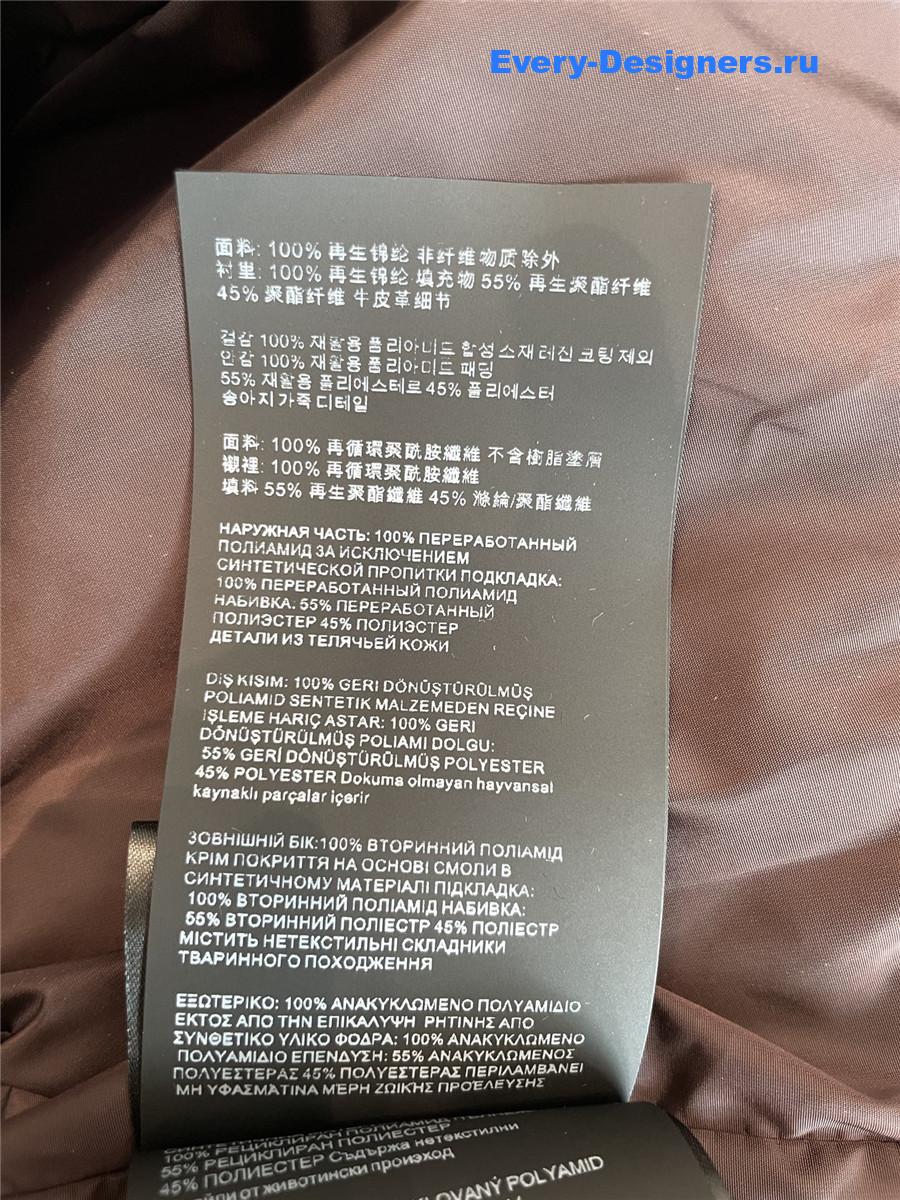 Every-Designers.ru
面料: 100% 再生锦纶 非纤维物质除外
衬里: 100% 再生锦纶 填充物 55% 再生聚酯纤维
45% 聚酯纤维 牛皮革细节
겉감 100% 재활용 폴리아미드 합성 소재 레진 코팅 제외
안감 100% 재활용 폴리아미드 패딩
55% 재활용 폴리에스테르 45% 폴리에스터
송아지 가죽 디테일
面料: 100% 再循環聚酰胺纖維 不含樹脂塗層
襯裡: 100% 再循環聚酰胺纖維
填料 55% 再生聚酯纖維 45% 滌綸/聚酯纖維
НАРУЖНАЯ ЧАСТЬ: 100% ПЕРЕРАБОТАННЫЙ
ПОЛИАМИД ЗА ИСКЛЮЧЕНИЕМ
СИНТЕТИЧЕСКОЙ ПРОПИТКИ ПОДКЛАДКА:
100% ПЕРЕРАБОТАННЫЙ ПОЛИАМИД
НАБИВКА. 55% ПЕРЕРАБОТАННЫЙ
ПОЛИЭСТЕР 45% ПОЛИЭСТЕР
ДЕТАЛИ ИЗ ТЕЛЯЧЬЕЙ КОЖИ
DIŞ KISIM: 100% GERI DÖNÜŞTÜRÜLMÜŞ
POLIAMID SENTETIK MALZEMEDEN REÇINE
IŞLEME HARIÇ ASTAR: 100% GERI
DÖNÜŞTÜRÜLMÜŞ POLIAMI DOLGU:
55% GERİ DÖNÜŞTÜRÜLMÜŞ POLYESTER
45% POLYESTER Dokuma olmayan hayvansal
kaynaklı parçalar içerir
ЗОВНІШНІЙ БІК:100% ВТОРИННИЙ ПОЛІАМІД
КРІМ ПОКРИТТЯ НА ОСНОВІ СМОЛИ В
СИНТЕТИЧНОМУ МАТЕРІАЛІ ПІДКЛАДКА:
100% ВТОРИННИЙ ПОЛІАМІД НАБИВКА:
55% ВТОРИННИЙ ПОЛІЕСТР 45% ПОЛІЕСТР
МІСТИТЬ НЕТЕКСТИЛЬНІ СКЛАДНИКИ
ТВАРИННОГО ПОХОДЖЕННЯ
ΕΞΩΤΕΡΙΚΟ: 100% ΑΝΑΚΥΚΛΩΜΕΝΟ ΠΟΛΥΑΜΙΔΙΟ
ΕΚΤΟΣ ΑΠΟ ΤΗΝ ΕΠΙΚΑΛΥΨΗ ΡΗΤΙΝΗΣ ΑΠΟ
ΣΥΝΘΕΤΙΚΟ ΥΛΙΚΟ ΦΟΔΡΑ: 100% ΑΝΑΚΥΚΛΩΜΕΝΟ
ΠΟΛΥΑΜΙΔΙΟ ΕΠΕΝΔΥΣΗ: 55% ΑΝΑΚΥΚΛΩΜΕΝΟΣ
ΠΟΛΥΕΣΤΕΡΑΣ 45% ΠΟΛΥΕΣΤΕΡΑΣ ΠΕΡΙΛΑΜΒΑΝΕΙ
ΜΗ ΥΦΑΣΜΑΤΙΝΑ ΜΕΡΗ ΖΩΙΚΗΣ ΠΡΟΕΛΕΥΣΗΣ
100% РЕЦИКЛИРАН ПОЛИАМИД
55% РЕЦИКЛИРАН ПОЛИЕСТЕР
45% ПОЛИЕСТЕР Съдържа нетекстилни
от животински произход
POLYAMID